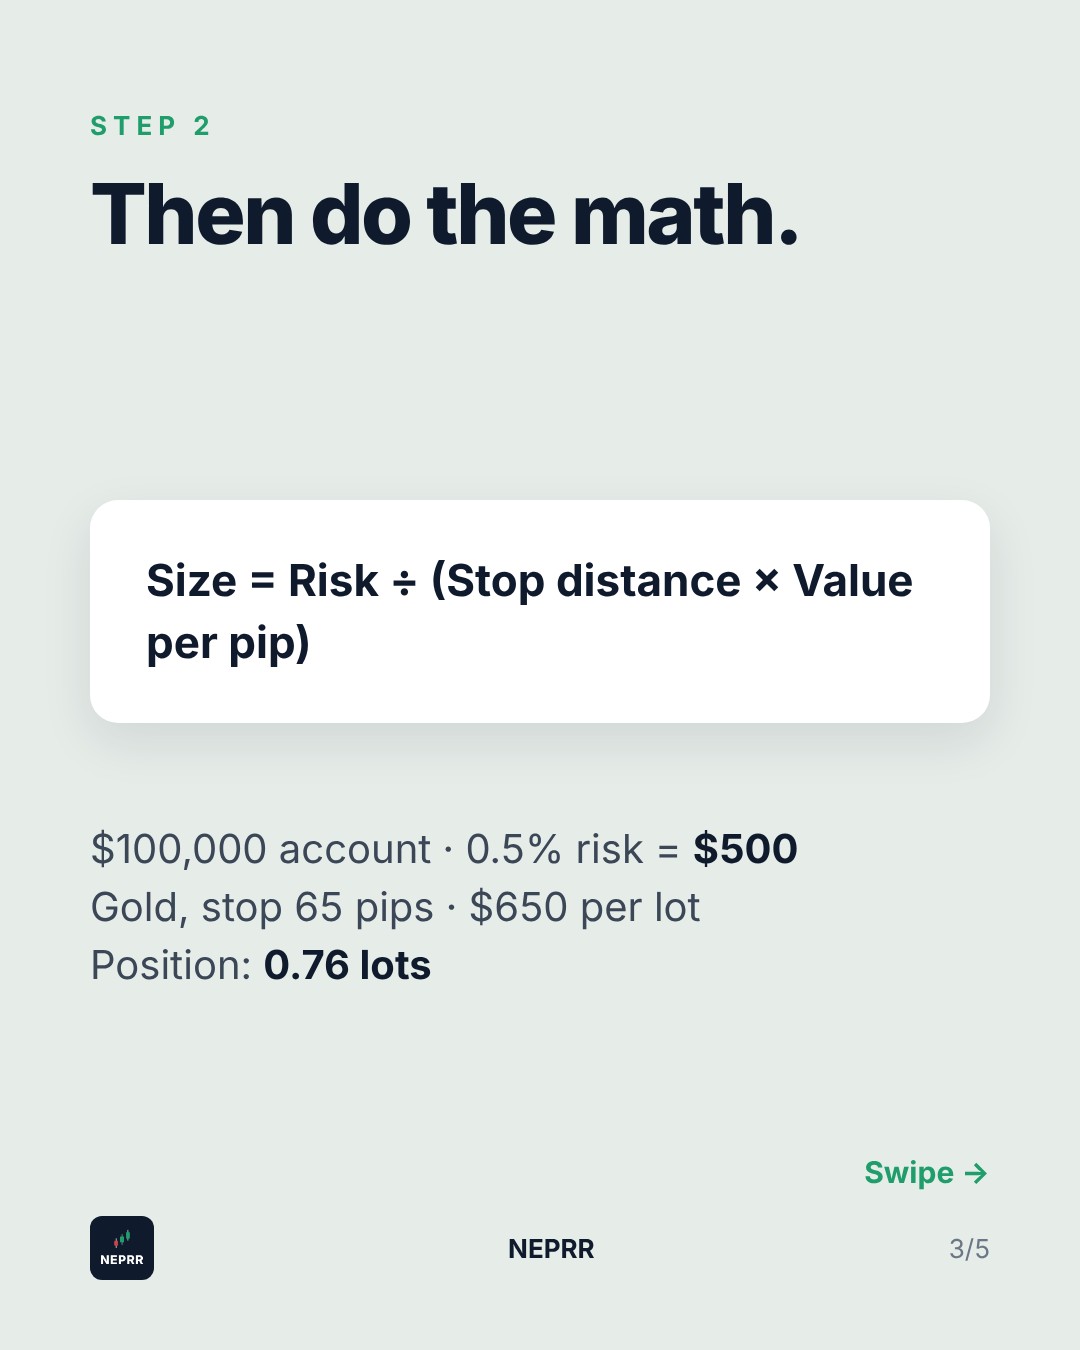 STEP 2
Then do the math.
Size = Risk ÷ (Stop distance × Value
per pip)
$100,000 account · 0.5% risk = $500
Gold, stop 65 pips · $650 per lot
Position: 0.76 lots
Swipe →
NEPRR
NEPRR
3/5